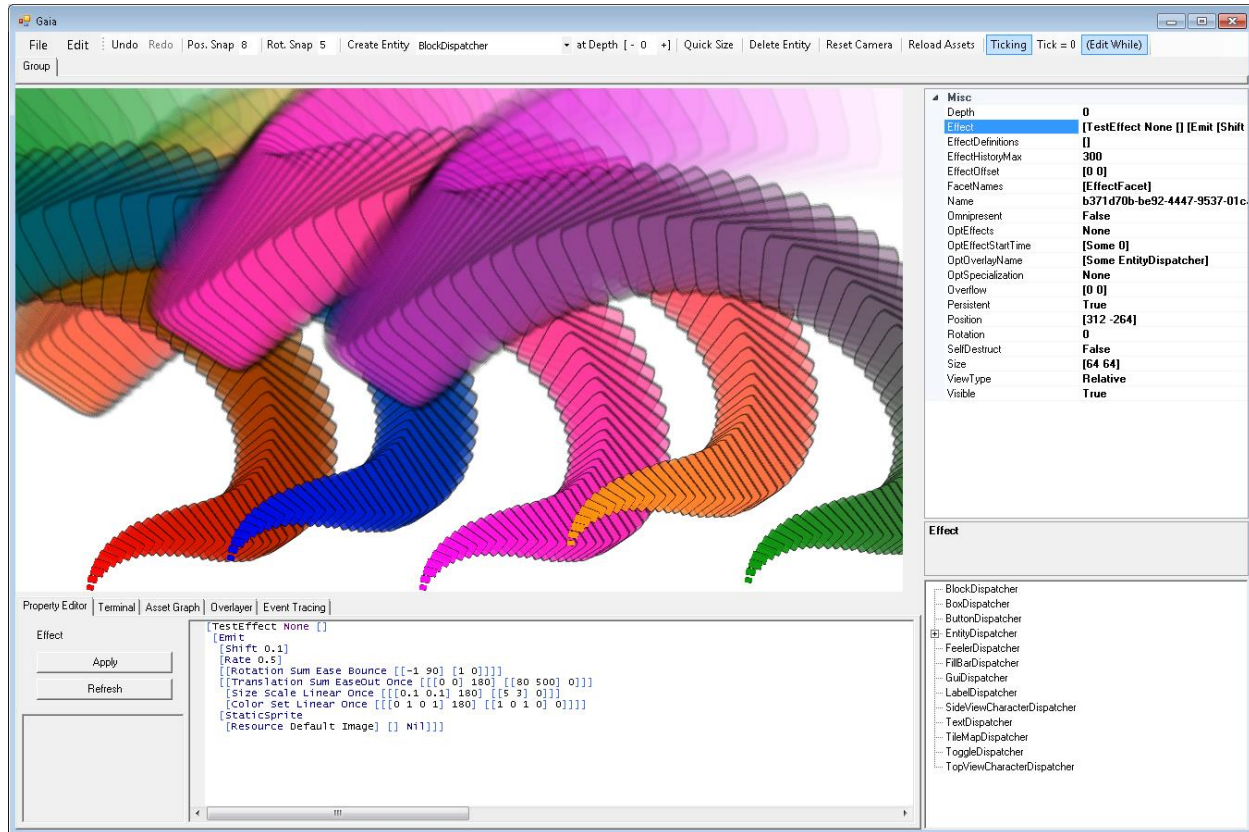 Gaia
File Edit Undo Redo Pos. Snap 8 Rot. Snap 5 Create Entity BlockDispatcher at Depth [ - 0 +] Quick Size Delete Entity Reset Camera Reload Assets Ticking Tick = 0 (Edit While)
Group
Misc
Depth 0
Effect [TestEffect None [] [Emit [Shift
EffectDefinitions []
EffectHistoryMax 300
EffectOffset [0 0]
FacetNames [EffectFacet]
Name b371d70b-be92-4447-9537-01c
Omnipresent False
OptEffects None
OptEffectStartTime [Some 0]
OptOverlayName [Some EntityDispatcher]
OptSpecialization None
Overflow [0 0]
Persistent True
Position [312 -264]
Rotation 0
SelfDestruct False
Size [64 64]
ViewType Relative
Visible True
Effect
Property Editor Terminal Asset Graph Overlayer Event Tracing
Effect
Apply
Refresh
[TestEffect None []
[Emit
[Shift 0.1]
[Rate 0.5]
[[Rotation Sum Ease Bounce [[-1 90] [1 0]]]]
[[Translation Sum EaseOut Once [[[0 0] 180] [[80 500] 0]]]
[Size Scale Linear Once [[[0.1 0.1] 180] [[5 3] 0]]]
[Color Set Linear Once [[[0 1 0 1] 180] [[1 0 1 0] 0]]]]
[StaticSprite
[Resource Default Image] [] Nil]]]
BlockDispatcher
BoxDispatcher
ButtonDispatcher
EntityDispatcher
FeelerDispatcher
FillBarDispatcher
GuiDispatcher
LabelDispatcher
SideViewCharacterDispatcher
TextDispatcher
TileMapDispatcher
ToggleDispatcher
TopViewCharacterDispatcher